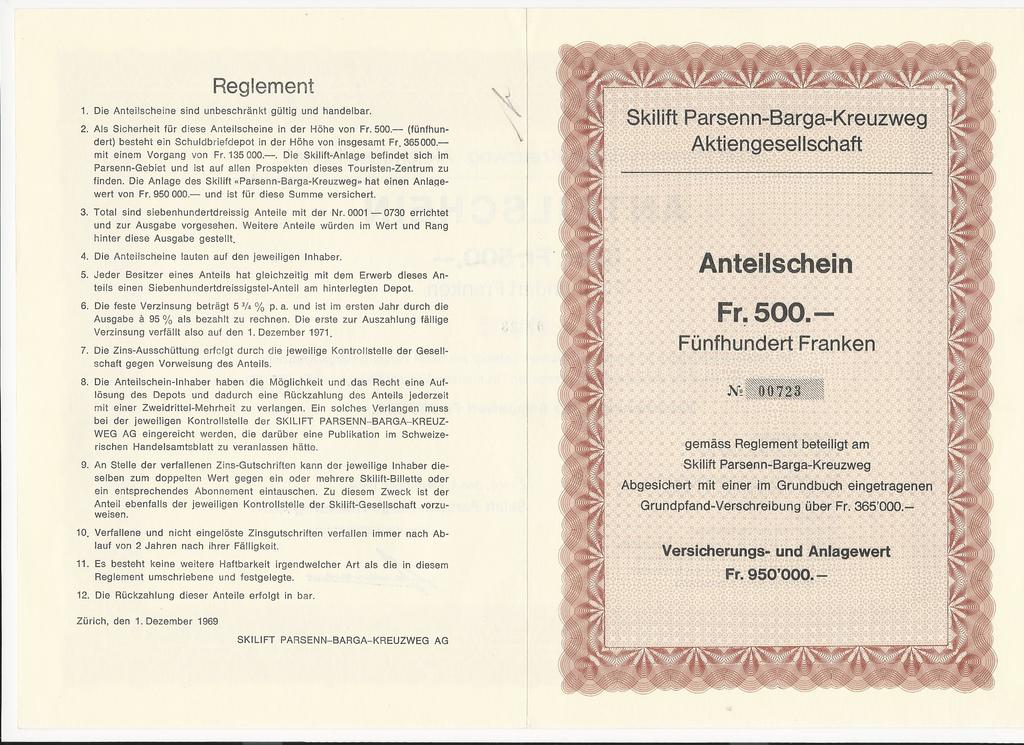 Reglement
1. Die Anteilscheine sind unbeschränkt gültig und handelbar.
2. Als Sicherheit für diese Anteilscheine in der Höhe von Fr. 500.— (fünfhun-
dert) besteht ein Schuldbriefdepot in der Höhe von insgesamt Fr. 365 000.—
mit einem Vorgang von Fr. 135 000.—. Die Skilift-Anlage befindet sich im
Parsenn-Gebiet und ist auf allen Prospekten dieses Touristen-Zentrum zu
finden. Die Anlage des Skilift «Parsenn-Barga-Kreuzweg» hat einen Anlage-
wert von Fr. 950 000.— und ist für diese Summe versichert.
3. Total sind siebenhundertdreissig Anteile mit der Nr. 0001 — 0730 errichtet
und zur Ausgabe vorgesehen. Weitere Anteile würden im Wert und Rang
hinter diese Ausgabe gestellt.
4. Die Anteilscheine lauten auf den jeweiligen Inhaber.
5. Jeder Besitzer eines Anteils hat gleichzeitig mit dem Erwerb dieses An-
teils einen Siebenhundertdreissigstel-Anteil am hinterlegten Depot.
6. Die feste Verzinsung beträgt 5 3/4 % p. a. und ist im ersten Jahr durch die
Ausgabe à 95 % als bezahlt zu rechnen. Die erste zur Auszahlung fällige
Verzinsung verfällt also auf den 1. Dezember 1971.
7. Die Zins-Ausschüttung erfolgt durch die jeweilige Kontrollstelle der Gesell-
schaft gegen Vorweisung des Anteils.
8. Die Anteilschein-Inhaber haben die Möglichkeit und das Recht eine Auf-
lösung des Depots und dadurch eine Rückzahlung des Anteils jederzeit
mit einer Zweidrittel-Mehrheit zu verlangen. Ein solches Verlangen muss
bei der jeweiligen Kontrollstelle der SKILIFT PARSENN–BARGA–KREUZ-
WEG AG eingereicht werden, die darüber eine Publikation im Schweize-
rischen Handelsamtsblatt zu veranlassen hätte.
9. An Stelle der verfallenen Zins-Gutschriften kann der jeweilige Inhaber die-
selben zum doppelten Wert gegen ein oder mehrere Skilift-Billette oder
ein entsprechendes Abonnement eintauschen. Zu diesem Zweck ist der
Anteil ebenfalls der jeweiligen Kontrollstelle der Skilift-Gesellschaft vorzu-
weisen.
10. Verfallene und nicht eingelöste Zinsgutschriften verfallen immer nach Ab-
lauf von 2 Jahren nach ihrer Fälligkeit.
11. Es besteht keine weitere Haftbarkeit irgendwelcher Art als die in diesem
Reglement umschriebene und festgelegte.
12. Die Rückzahlung dieser Anteile erfolgt in bar.
Zürich, den 1. Dezember 1969
SKILIFT PARSENN–BARGA–KREUZWEG AG
Skilift Parsenn-Barga-Kreuzweg
Aktiengesellschaft
Anteilschein
Fr. 500.—
Fünfhundert Franken
№ 00723
gemäss Reglement beteiligt am
Skilift Parsenn-Barga-Kreuzweg
Abgesichert mit einer im Grundbuch eingetragenen
Grundpfand-Verschreibung über Fr. 365'000.—
Versicherungs- und Anlagewert
Fr. 950'000.—